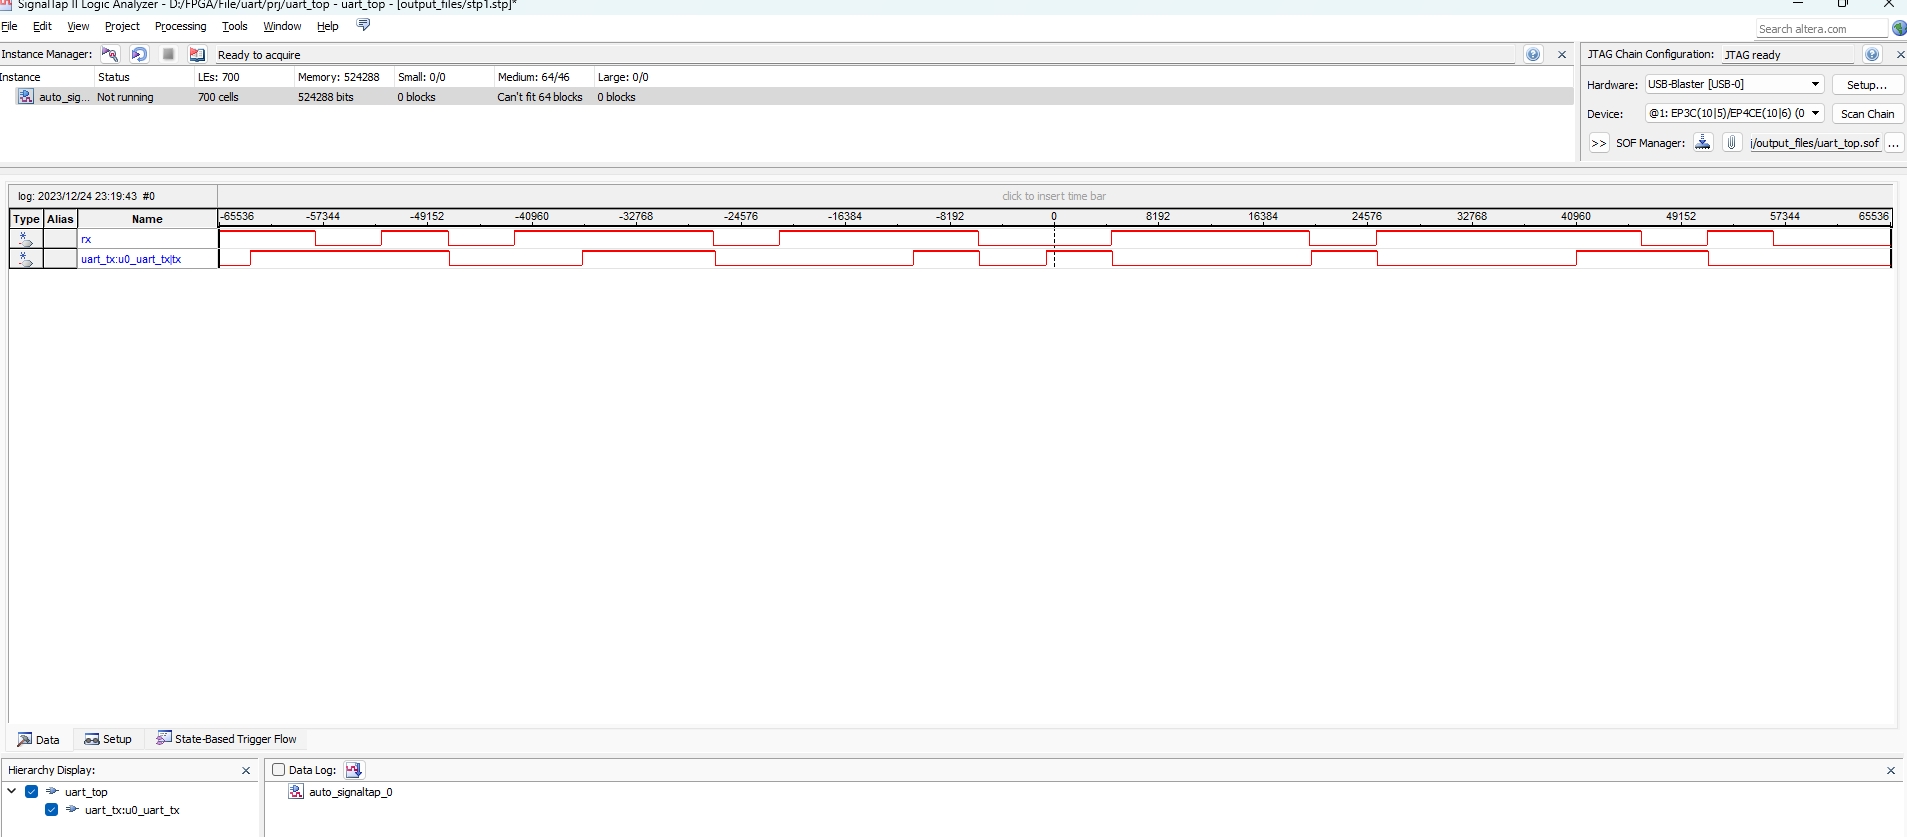 SignalTap II Logic Analyzer - D:/FPGA/File/uart/prj/uart_top - uart_top - [output_files/stp1.stp]*
File Edit View Project Processing Tools Window Help
Search altera.com
Instance Manager: Ready to acquire
JTAG Chain Configuration: JTAG ready
Instance Status LEs: 700 Memory: 524288 Small: 0/0 Medium: 64/46 Large: 0/0
auto_sig... Not running 700 cells 524288 bits 0 blocks Can't fit 64 blocks 0 blocks
Hardware: USB-Blaster [USB-0] Setup...
Device: @1: EP3C(10|5)/EP4CE(10|6) (0 Scan Chain
>> SOF Manager: j/output_files/uart_top.sof ...
log: 2023/12/24 23:19:43 #0 click to insert time bar
Type Alias Name -65536 -57344 -49152 -40960 -32768 -24576 -16384 -8192 0 8192 16384 24576 32768 40960 49152 57344 65536
rx
uart_tx:u0_uart_tx|tx
Data Setup State-Based Trigger Flow
Hierarchy Display:
uart_top
uart_tx:u0_uart_tx
Data Log:
auto_signaltap_0